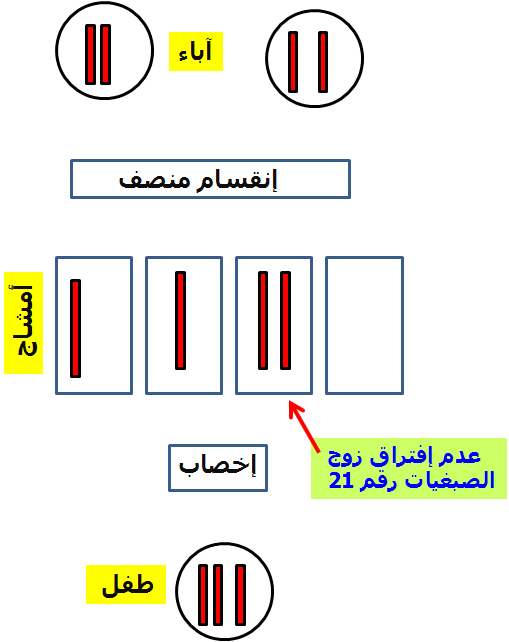 آباء
إنقسام منصف
أمشاج
عدم إفتراق زوج
الصبغيات رقم 21
إخصاب
طفل